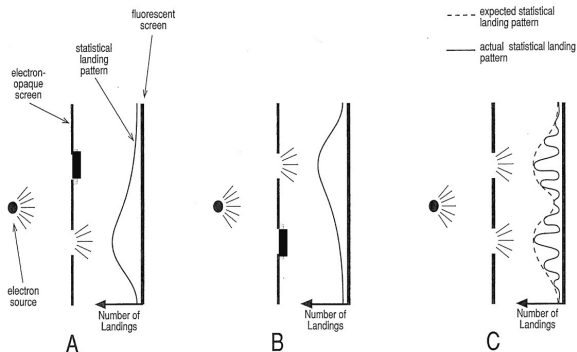 fluorescent
screen
statistical
landing
pattern
electron-
opaque
screen
electron
source
Number of
Landings
A
Number of
Landings
B
expected statistical
landing pattern
actual statistical landing
pattern
Number of
Landings
C